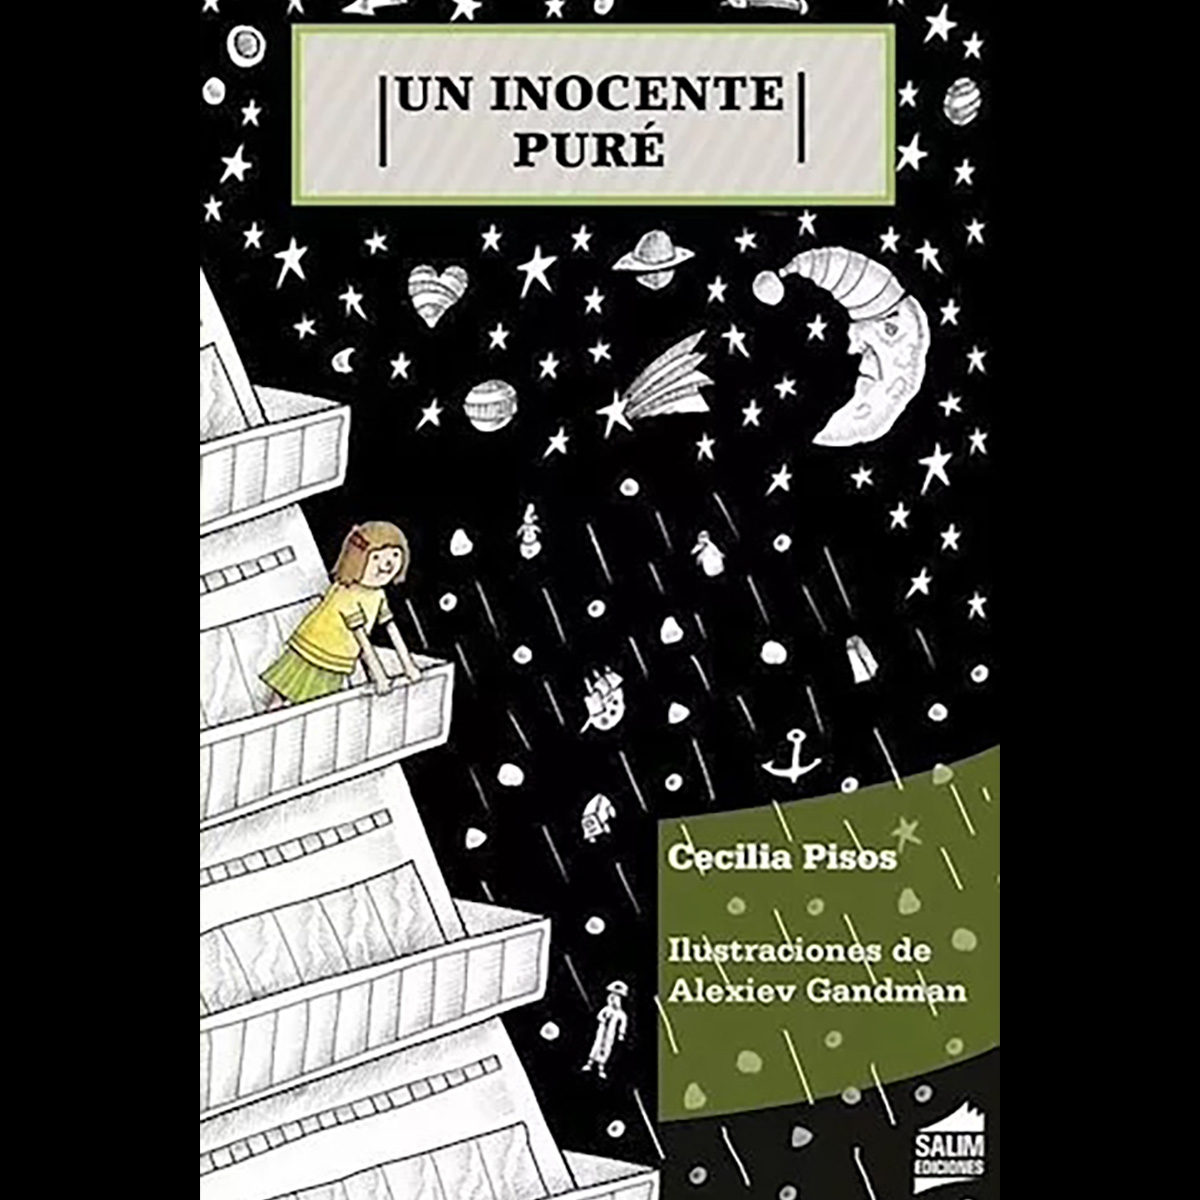 UN INOCENTE
PURÉ
Cecilia Pisos
Ilustraciones de
Alexiev Gandman
SALIM
EDICIONES